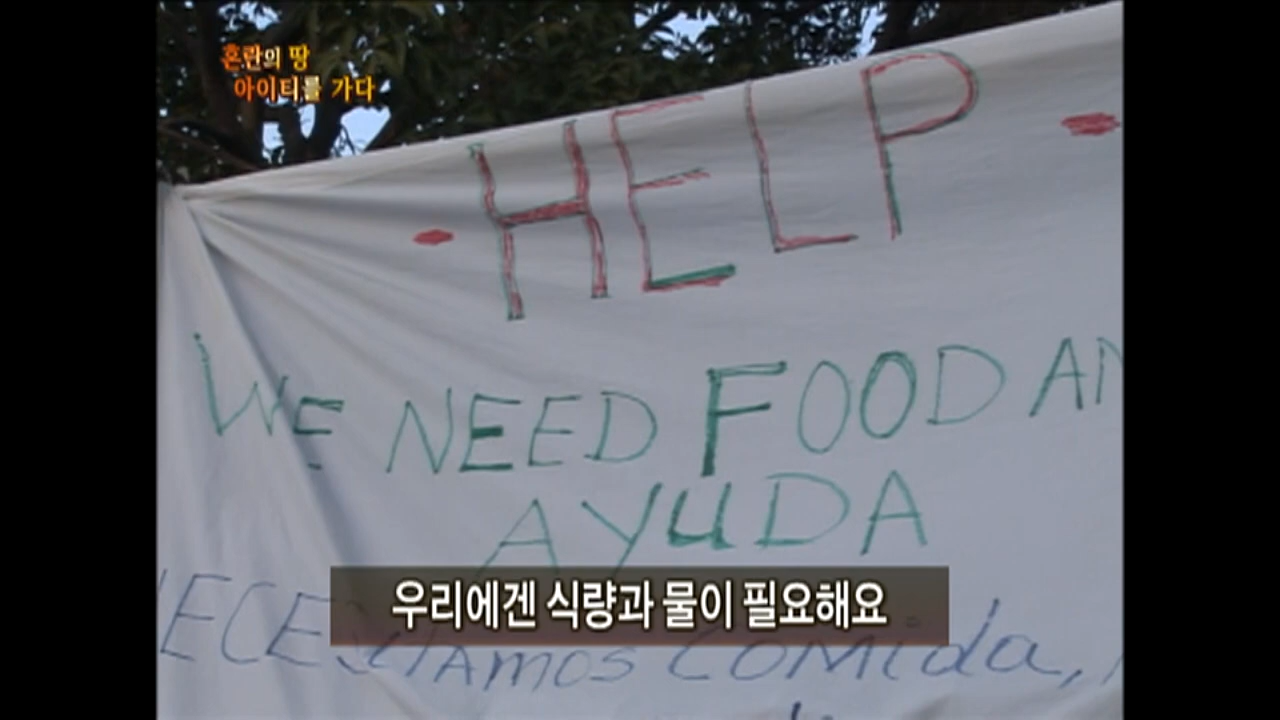 혼란의 땅
아이티를 가다
HELP
WE NEED FOOD
AYUDA
우리에겐 식량과 물이 필요해요
comida,